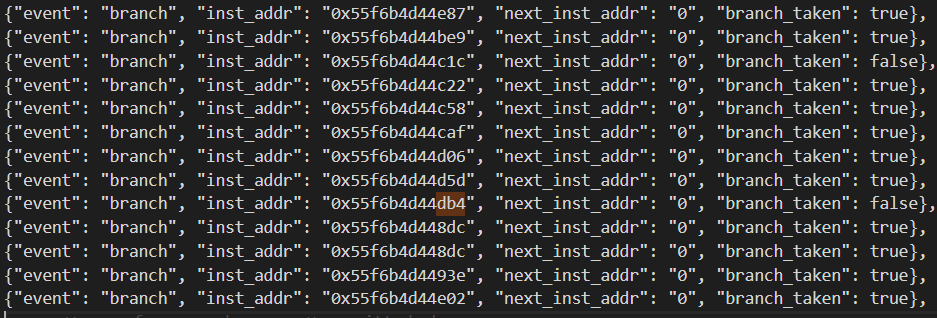 {"event": "branch", "inst_addr": "0x55f6b4d44e87", "next_inst_addr": "0", "branch_taken": true},
{"event": "branch", "inst_addr": "0x55f6b4d44be9", "next_inst_addr": "0", "branch_taken": true},
{"event": "branch", "inst_addr": "0x55f6b4d44c1c", "next_inst_addr": "0", "branch_taken": false},
{"event": "branch", "inst_addr": "0x55f6b4d44c22", "next_inst_addr": "0", "branch_taken": true},
{"event": "branch", "inst_addr": "0x55f6b4d44c58", "next_inst_addr": "0", "branch_taken": true},
{"event": "branch", "inst_addr": "0x55f6b4d44caf", "next_inst_addr": "0", "branch_taken": true},
{"event": "branch", "inst_addr": "0x55f6b4d44d06", "next_inst_addr": "0", "branch_taken": true},
{"event": "branch", "inst_addr": "0x55f6b4d44d5d", "next_inst_addr": "0", "branch_taken": true},
{"event": "branch", "inst_addr": "0x55f6b4d44db4", "next_inst_addr": "0", "branch_taken": false},
{"event": "branch", "inst_addr": "0x55f6b4d448dc", "next_inst_addr": "0", "branch_taken": true},
{"event": "branch", "inst_addr": "0x55f6b4d448dc", "next_inst_addr": "0", "branch_taken": true},
{"event": "branch", "inst_addr": "0x55f6b4d4493e", "next_inst_addr": "0", "branch_taken": true},
{"event": "branch", "inst_addr": "0x55f6b4d44e02", "next_inst_addr": "0", "branch_taken": true},